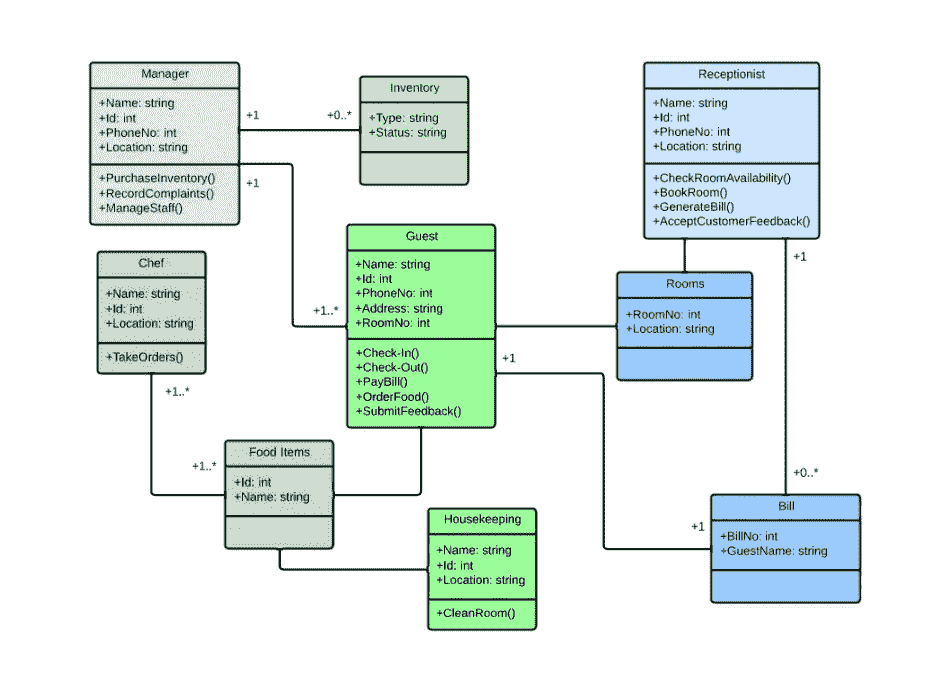 Manager
+Name: string
+Id: int
+PhoneNo: int
+Location: string
+PurchaseInventory()
+RecordComplaints()
+ManageStaff()
+1
+0..*
+1
Inventory
+Type: string
+Status: string
Receptionist
+Name: string
+Id: int
+PhoneNo: int
+Location: string
+CheckRoomAvailability()
+BookRoom()
+GenerateBill()
+AcceptCustomerFeedback()
+1
Chef
+Name: string
+Id: int
+Location: string
+TakeOrders()
+1..*
+1..*
Guest
+Name: string
+Id: int
+PhoneNo: int
+Address: string
+RoomNo: int
+Check-In()
+Check-Out()
+PayBill()
+OrderFood()
+SubmitFeedback()
+1
Rooms
+RoomNo: int
+Location: string
+1..*
Food Items
+Id: int
+Name: string
Housekeeping
+Name: string
+Id: int
+Location: string
+CleanRoom()
+0..*
+1
Bill
+BillNo: int
+GuestName: string